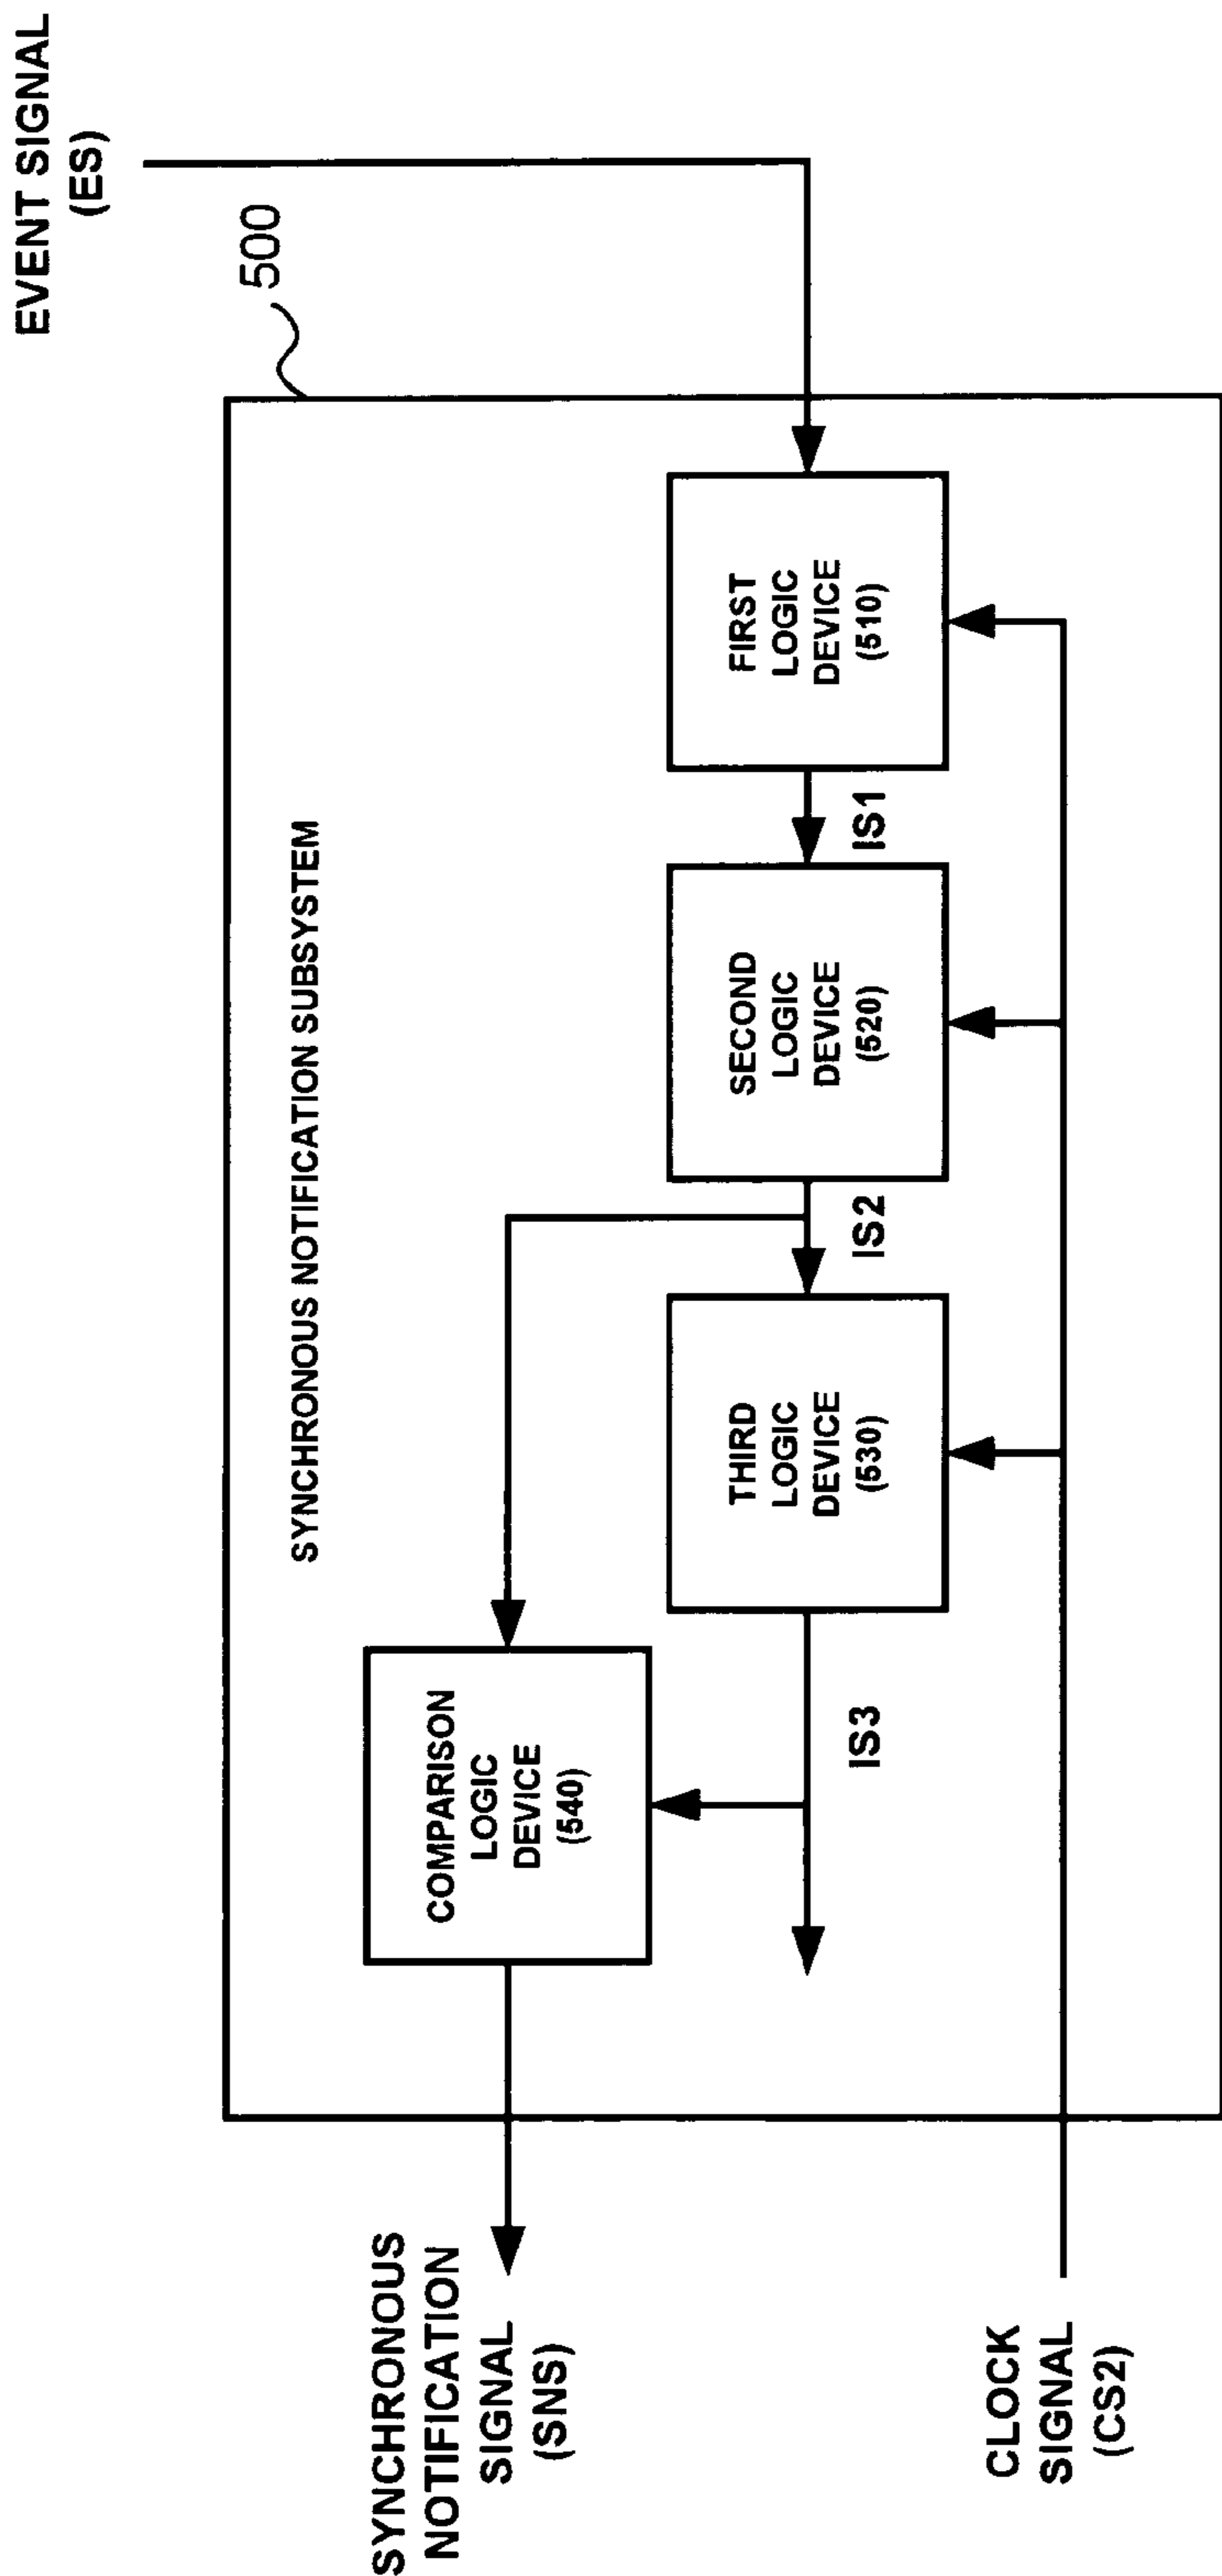 EVENT SIGNAL
(ES)
500
SYNCHRONOUS NOTIFICATION SUBSYSTEM
FIRST
LOGIC
DEVICE
(510)
IS1
SECOND
LOGIC
DEVICE
(520)
IS2
THIRD
LOGIC
DEVICE
(530)
IS3
COMPARISON
LOGIC
DEVICE
(540)
SYNCHRONOUS
NOTIFICATION
SIGNAL
(SNS)
CLOCK
SIGNAL
(CS2)